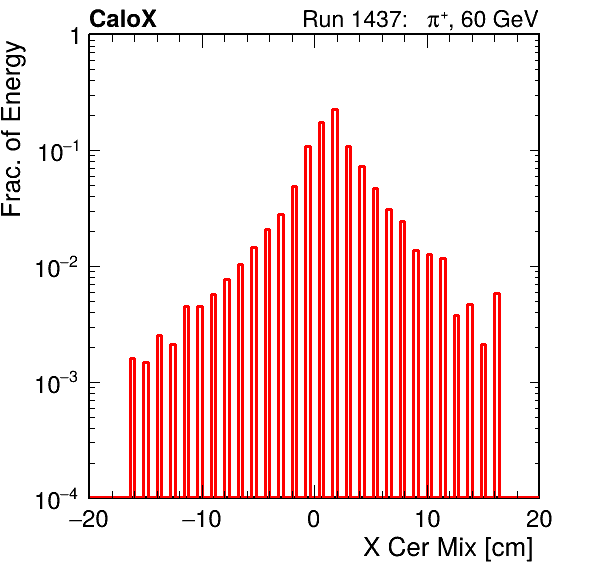 CaloX Run 1437: π⁺, 60 GeV
Frac. of Energy
1
10⁻¹
10⁻²
10⁻³
10⁻⁴
−20 −10 0 10 20
X Cer Mix [cm]